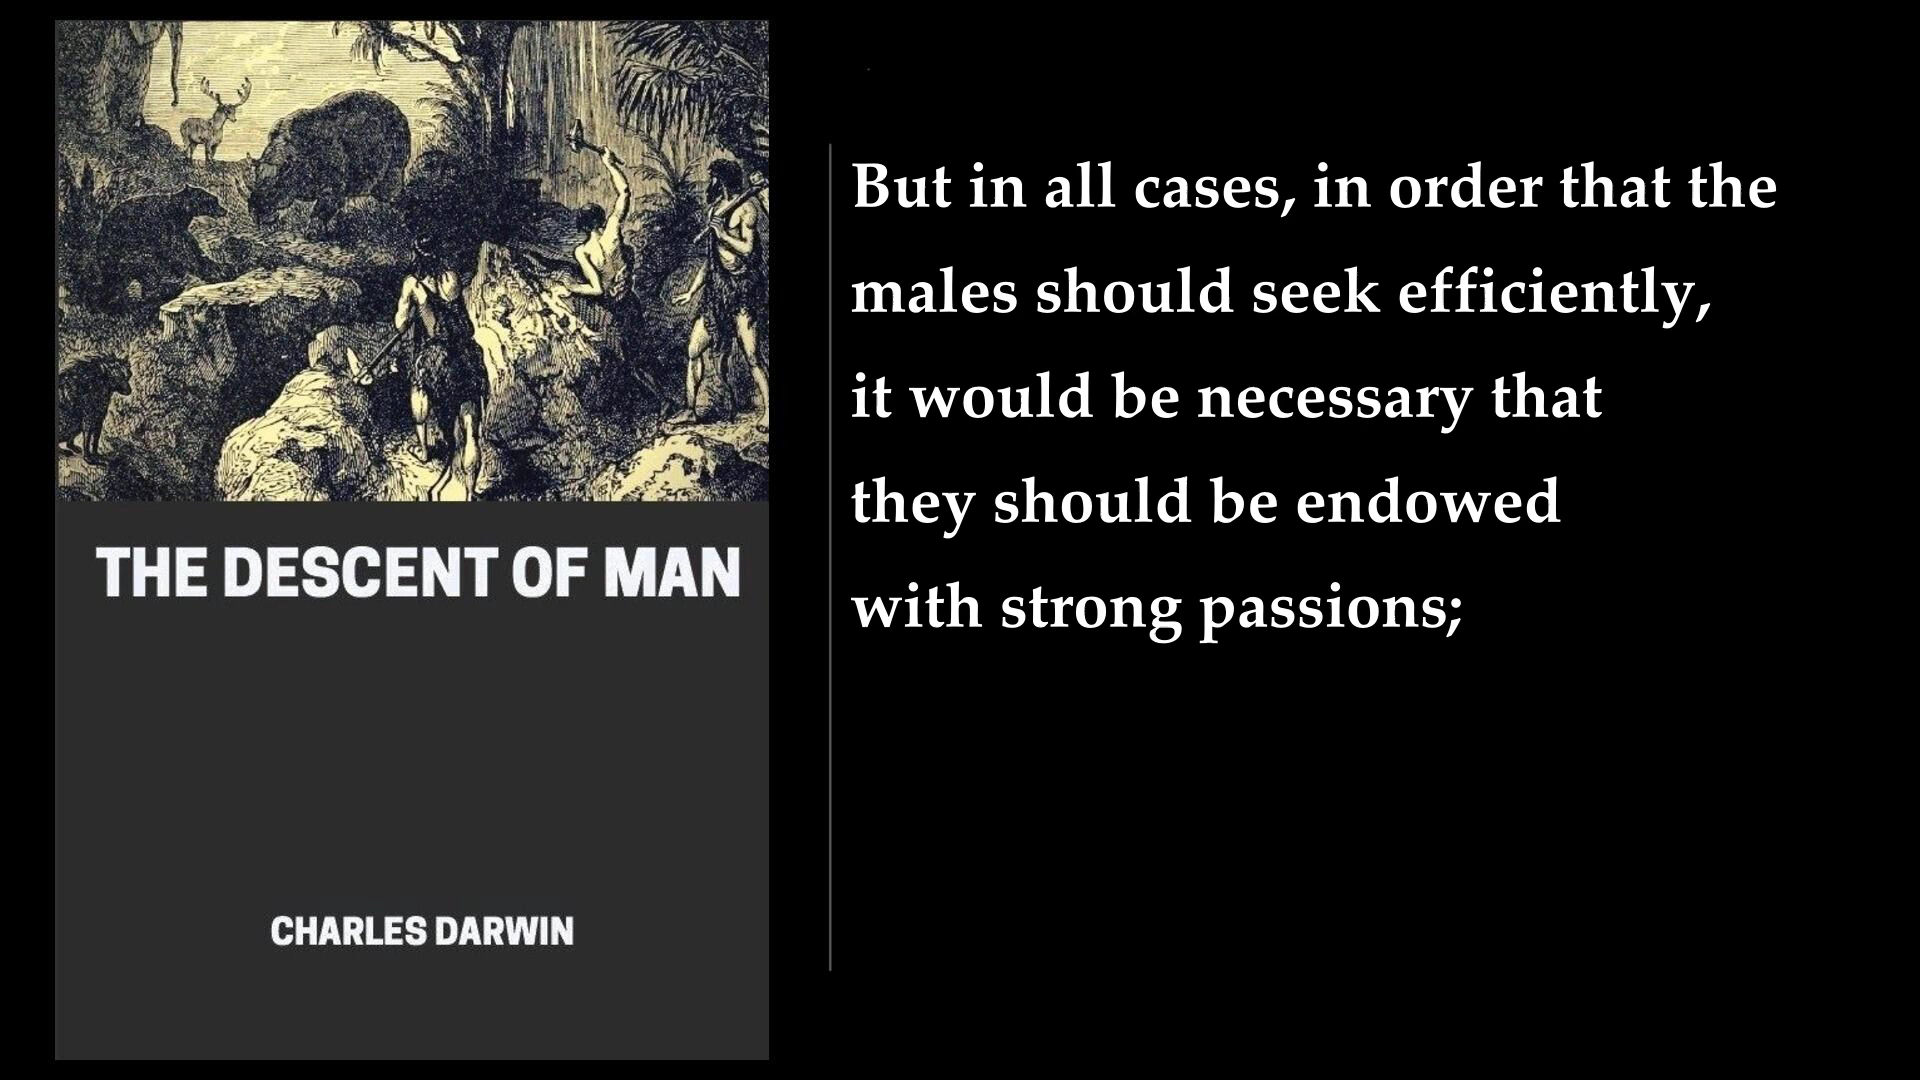 THE DESCENT OF MAN
CHARLES DARWIN
But in all cases, in order that the
males should seek efficiently,
it would be necessary that
they should be endowed
with strong passions;